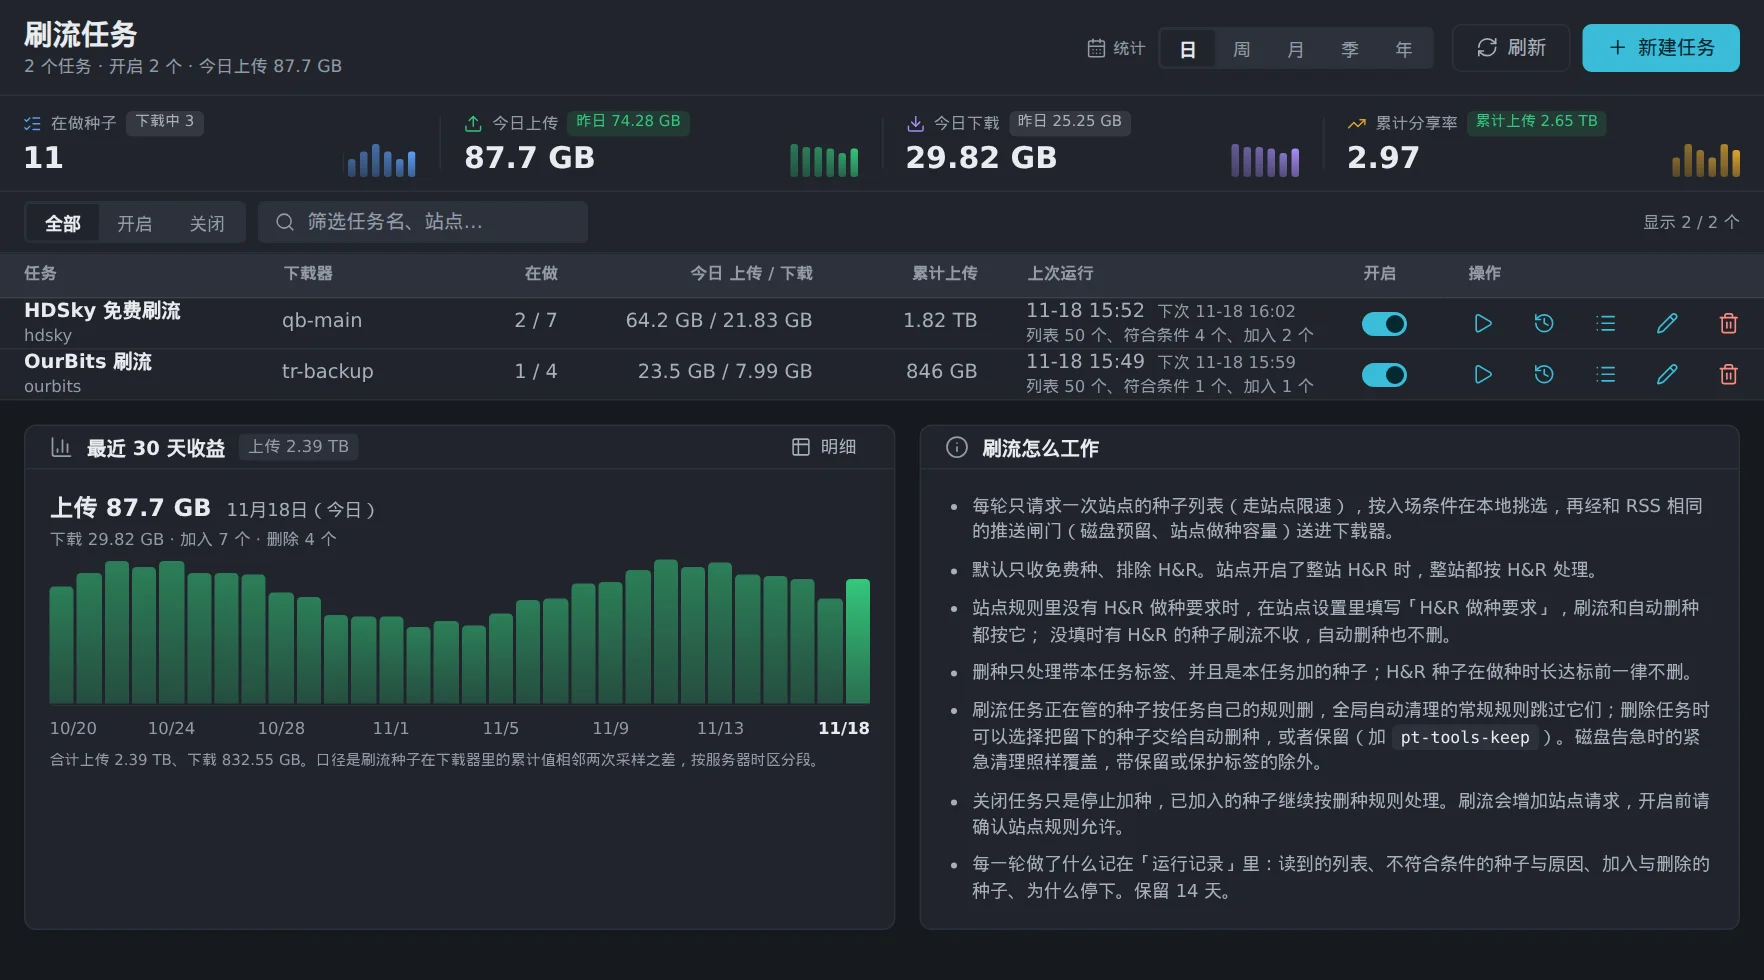 刷流任务
2 个任务 · 开启 2 个 · 今日上传 87.7 GB
统计 日 周 月 季 年 刷新 新建任务
在做种子 下载中 3
11
今日上传 昨日 74.28 GB
87.7 GB
今日下载 昨日 25.25 GB
29.82 GB
累计分享率 累计上传 2.65 TB
2.97
全部 开启 关闭 筛选任务名、站点... 显示 2 / 2 个
任务 下载器 在做 今日 上传 / 下载 累计上传 上次运行 开启 操作
HDSky 免费刷流 qb-main 2 / 7 64.2 GB / 21.83 GB 1.82 TB 11-18 15:52 下次 11-18 16:02
hdsky 列表 50 个、符合条件 4 个、加入 2 个
OurBits 刷流 tr-backup 1 / 4 23.5 GB / 7.99 GB 846 GB 11-18 15:49 下次 11-18 15:59
ourbits 列表 50 个、符合条件 1 个、加入 1 个
最近 30 天收益 上传 2.39 TB 明细
上传 87.7 GB 11月18日（今日）
下载 29.82 GB · 加入 7 个 · 删除 4 个
10/20 10/24 10/28 11/1 11/5 11/9 11/13 11/18
合计上传 2.39 TB、下载 832.55 GB。口径是刷流种子在下载器里的累计值相邻两次采样之差，按服务器时区分段。
刷流怎么工作
• 每轮只请求一次站点的种子列表（走站点限速），按入场条件在本地挑选，再经和 RSS 相同
的推送闸门（磁盘预留、站点做种容量）送进下载器。
• 默认只收免费种、排除 H&R。站点开启了整站 H&R 时，整站都按 H&R 处理。
• 站点规则里没有 H&R 做种要求时，在站点设置里填写「H&R 做种要求」，刷流和自动删种
都按它； 没填时有 H&R 的种子刷流不收，自动删种也不删。
• 删种只处理带本任务标签、并且是本任务加的种子；H&R 种子在做种时长达标前一律不删。
• 刷流任务正在管的种子按任务自己的规则删，全局自动清理的常规规则跳过它们；删除任务时
可以选择把留下的种子交给自动删种，或者保留（加 pt-tools-keep ）。磁盘告急时的紧
急清理照样覆盖，带保留或保护标签的除外。
• 关闭任务只是停止加种，已加入的种子继续按删种规则处理。刷流会增加站点请求，开启前请
确认站点规则允许。
• 每一轮做了什么记在「运行记录」里：读到的列表、不符合条件的种子与原因、加入与删除的
种子、为什么停下。保留 14 天。